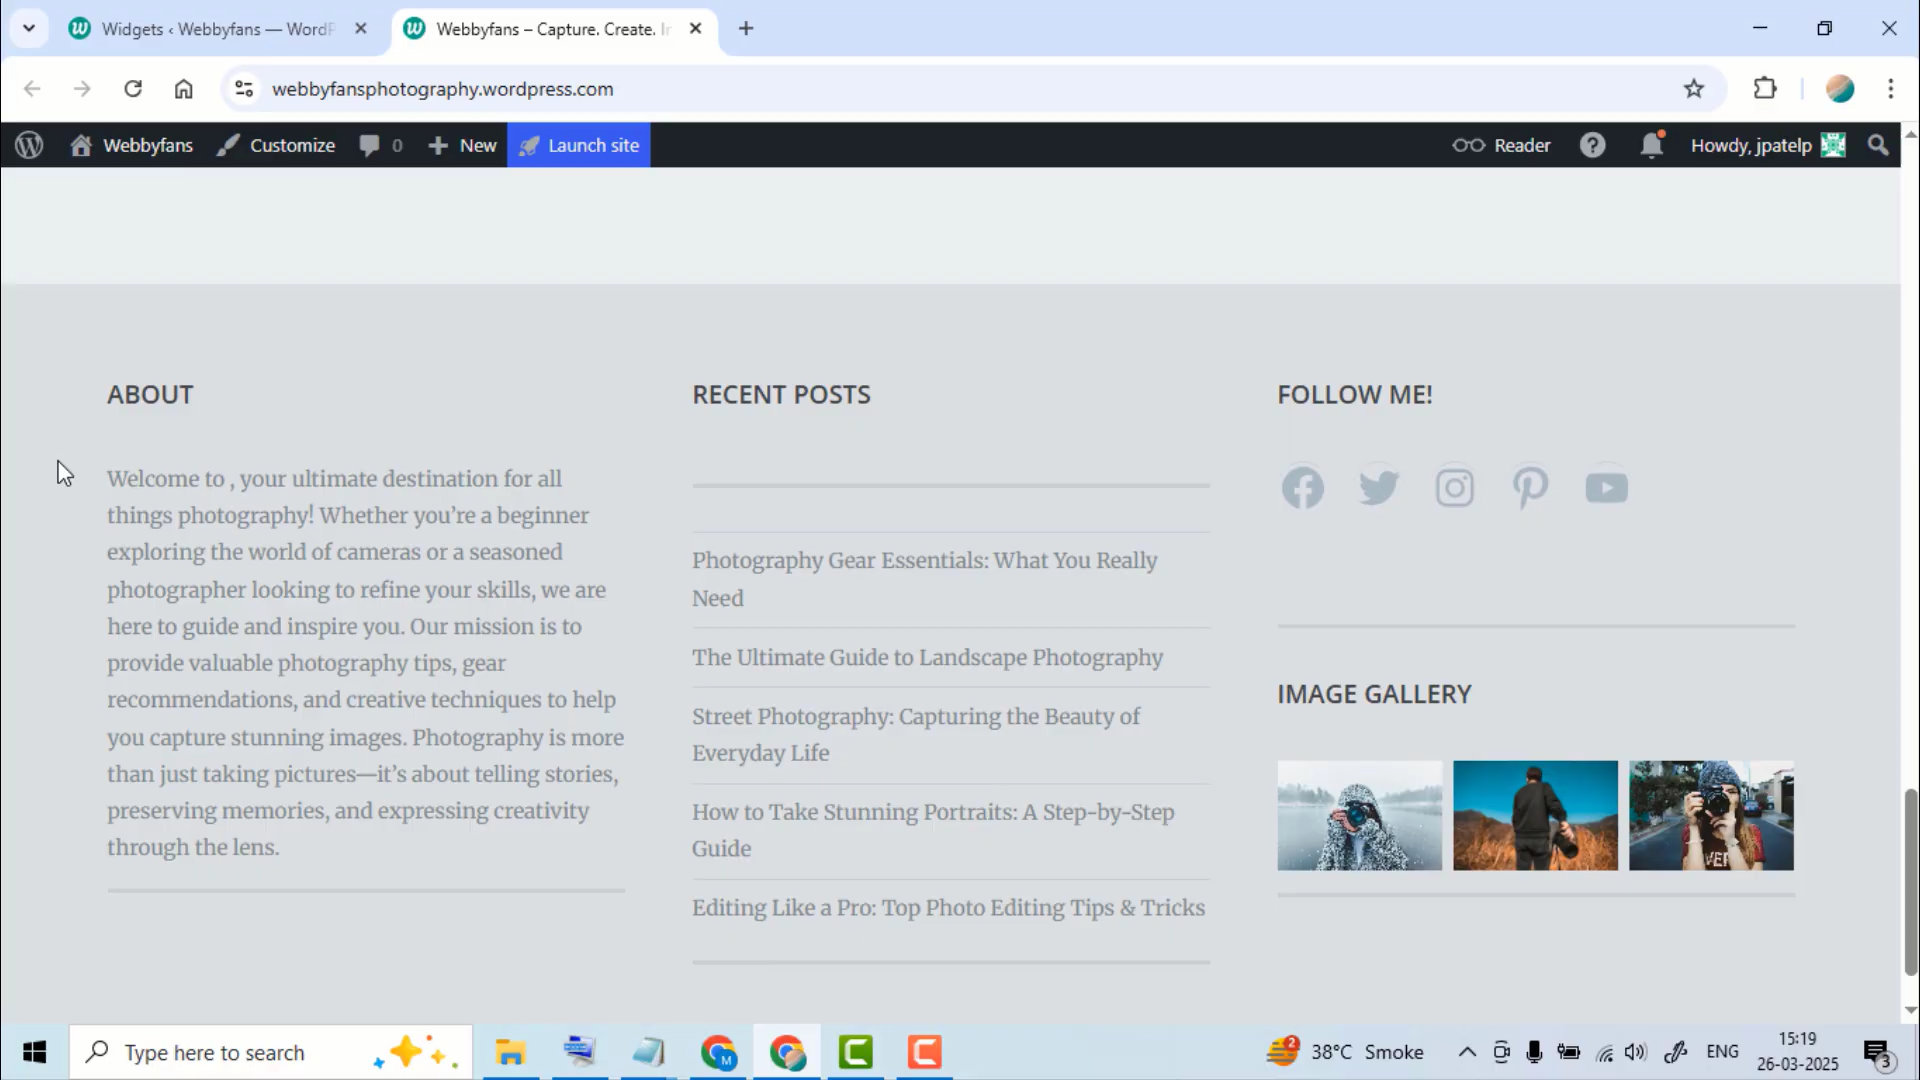 Widgets ‹ Webbyfans — WordP
Webbyfans – Capture. Create. In
webbyfansphotography.wordpress.com
Webbyfans
Customize
0
New
Launch site
Reader
Howdy, jpatelp
ABOUT
Welcome to , your ultimate destination for all
things photography! Whether you’re a beginner
exploring the world of cameras or a seasoned
photographer looking to refine your skills, we are
here to guide and inspire you. Our mission is to
provide valuable photography tips, gear
recommendations, and creative techniques to help
you capture stunning images. Photography is more
than just taking pictures—it’s about telling stories,
preserving memories, and expressing creativity
through the lens.
RECENT POSTS
Photography Gear Essentials: What You Really
Need
The Ultimate Guide to Landscape Photography
Street Photography: Capturing the Beauty of
Everyday Life
How to Take Stunning Portraits: A Step-by-Step
Guide
Editing Like a Pro: Top Photo Editing Tips & Tricks
FOLLOW ME!
IMAGE GALLERY
Type here to search
2
38°C Smoke
ENG
15:19
26-03-2025
3